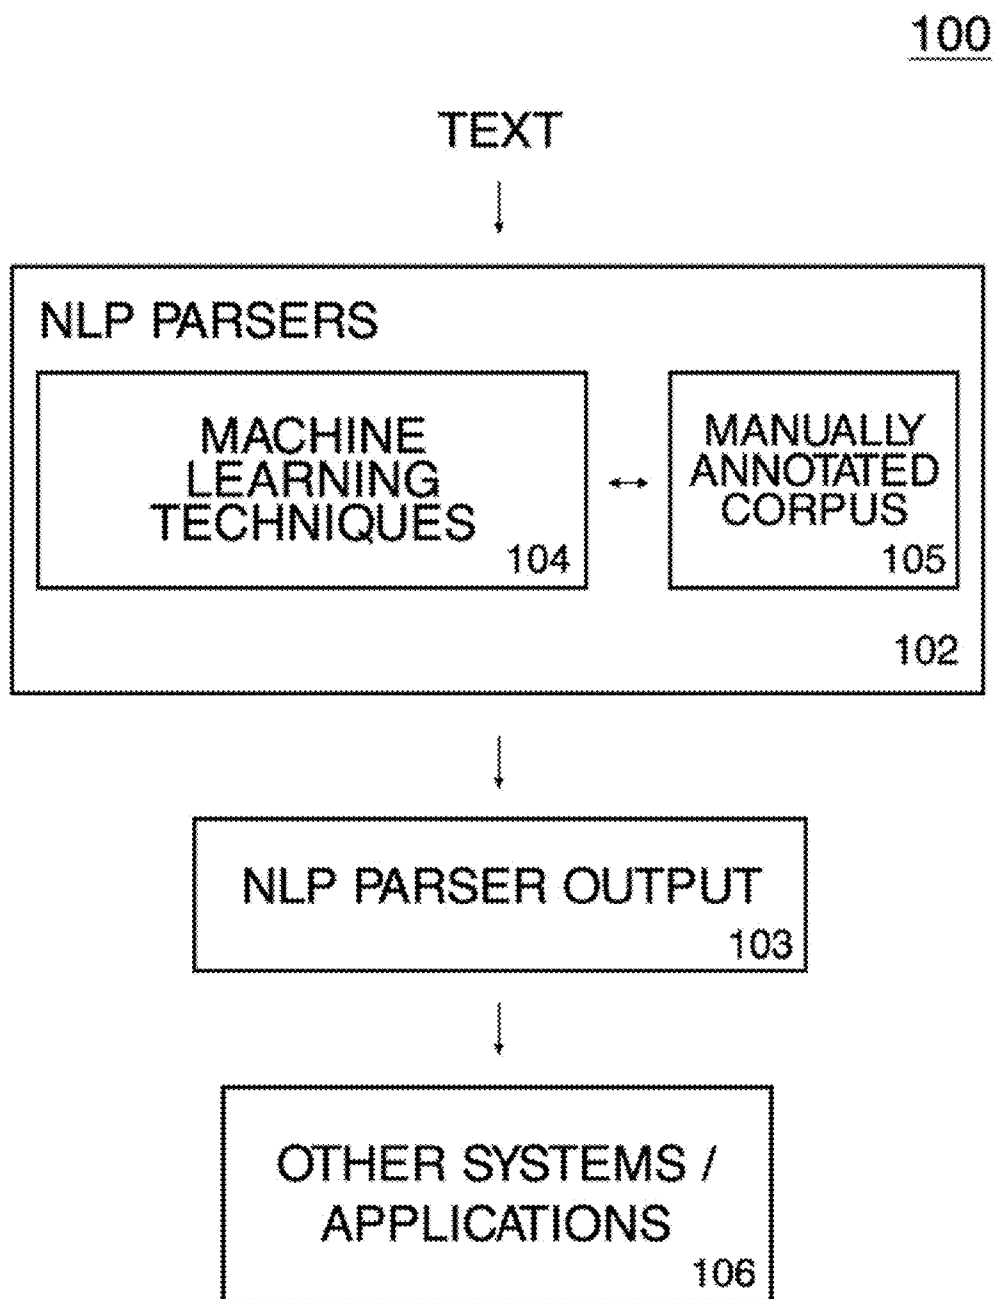 100
TEXT
NLP PARSERS
MACHINE
LEARNING
TECHNIQUES
104
MANUALLY
ANNOTATED
CORPUS
105
102
NLP PARSER OUTPUT
103
OTHER SYSTEMS /
APPLICATIONS
106